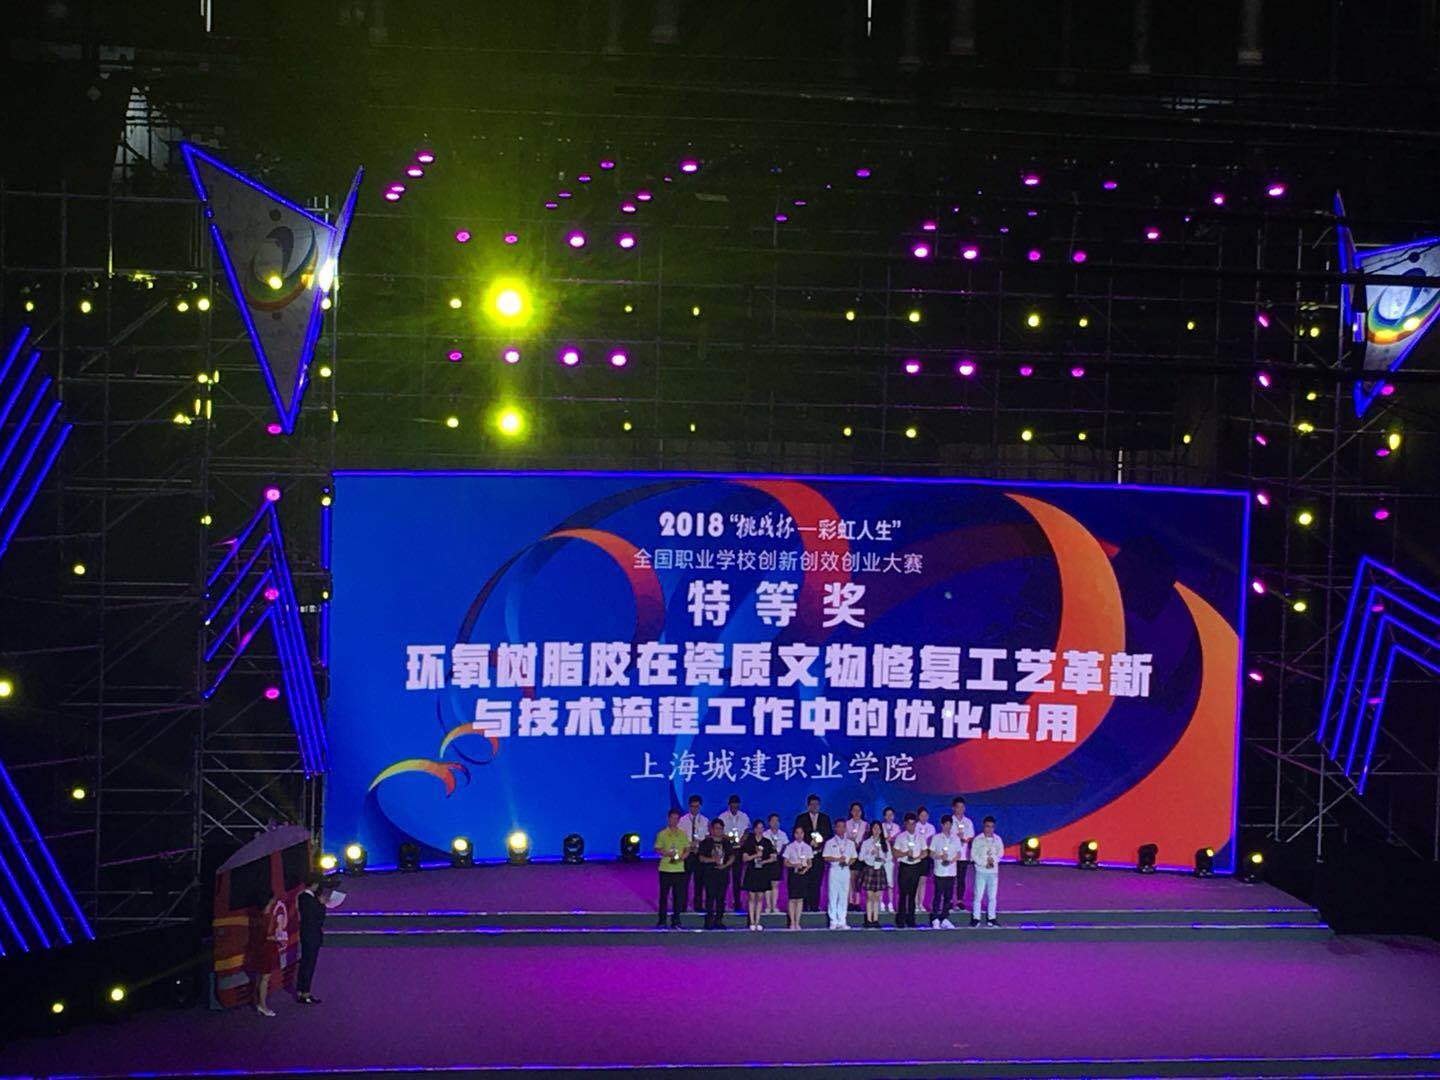 2018“挑战杯—彩虹人生”
全国职业学校创新创效创业大赛
特等奖
环氧树脂胶在瓷质文物修复工艺革新
与技术流程工作中的优化应用
上海城建职业学院